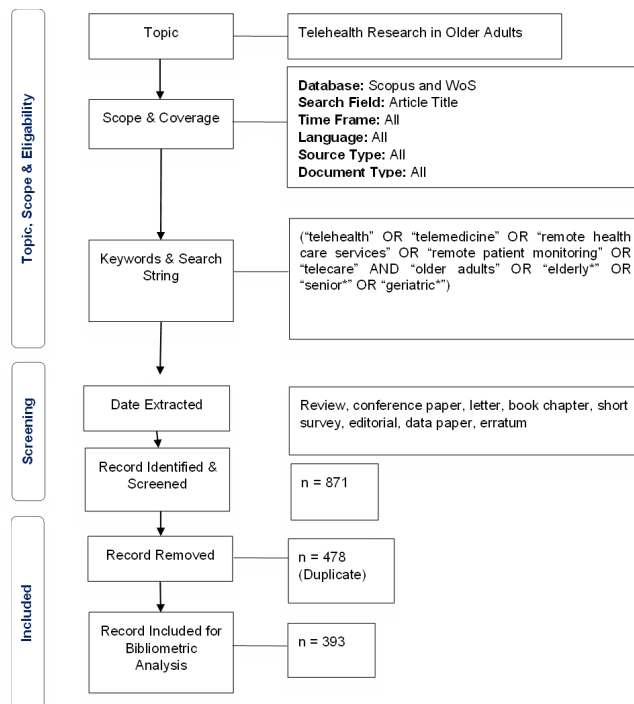 Topic, Scope & Eligability
Topic
Telehealth Research in Older Adults
Scope & Coverage
Database: Scopus and WoS
Search Field: Article Title
Time Frame: All
Language: All
Source Type: All
Document Type: All
Keywords & Search
String
(“telehealth” OR “telemedicine” OR “remote health
care services” OR “remote patient monitoring” OR
“telecare” AND “older adults” OR “elderly*” OR
“senior*” OR “geriatric*”)
Screening
Date Extracted
Review, conference paper, letter, book chapter, short
survey, editorial, data paper, erratum
Record Identified &
Screened
n = 871
Included
Record Removed
n = 478
(Duplicate)
Record Included for
Bibliometric
Analysis
n = 393